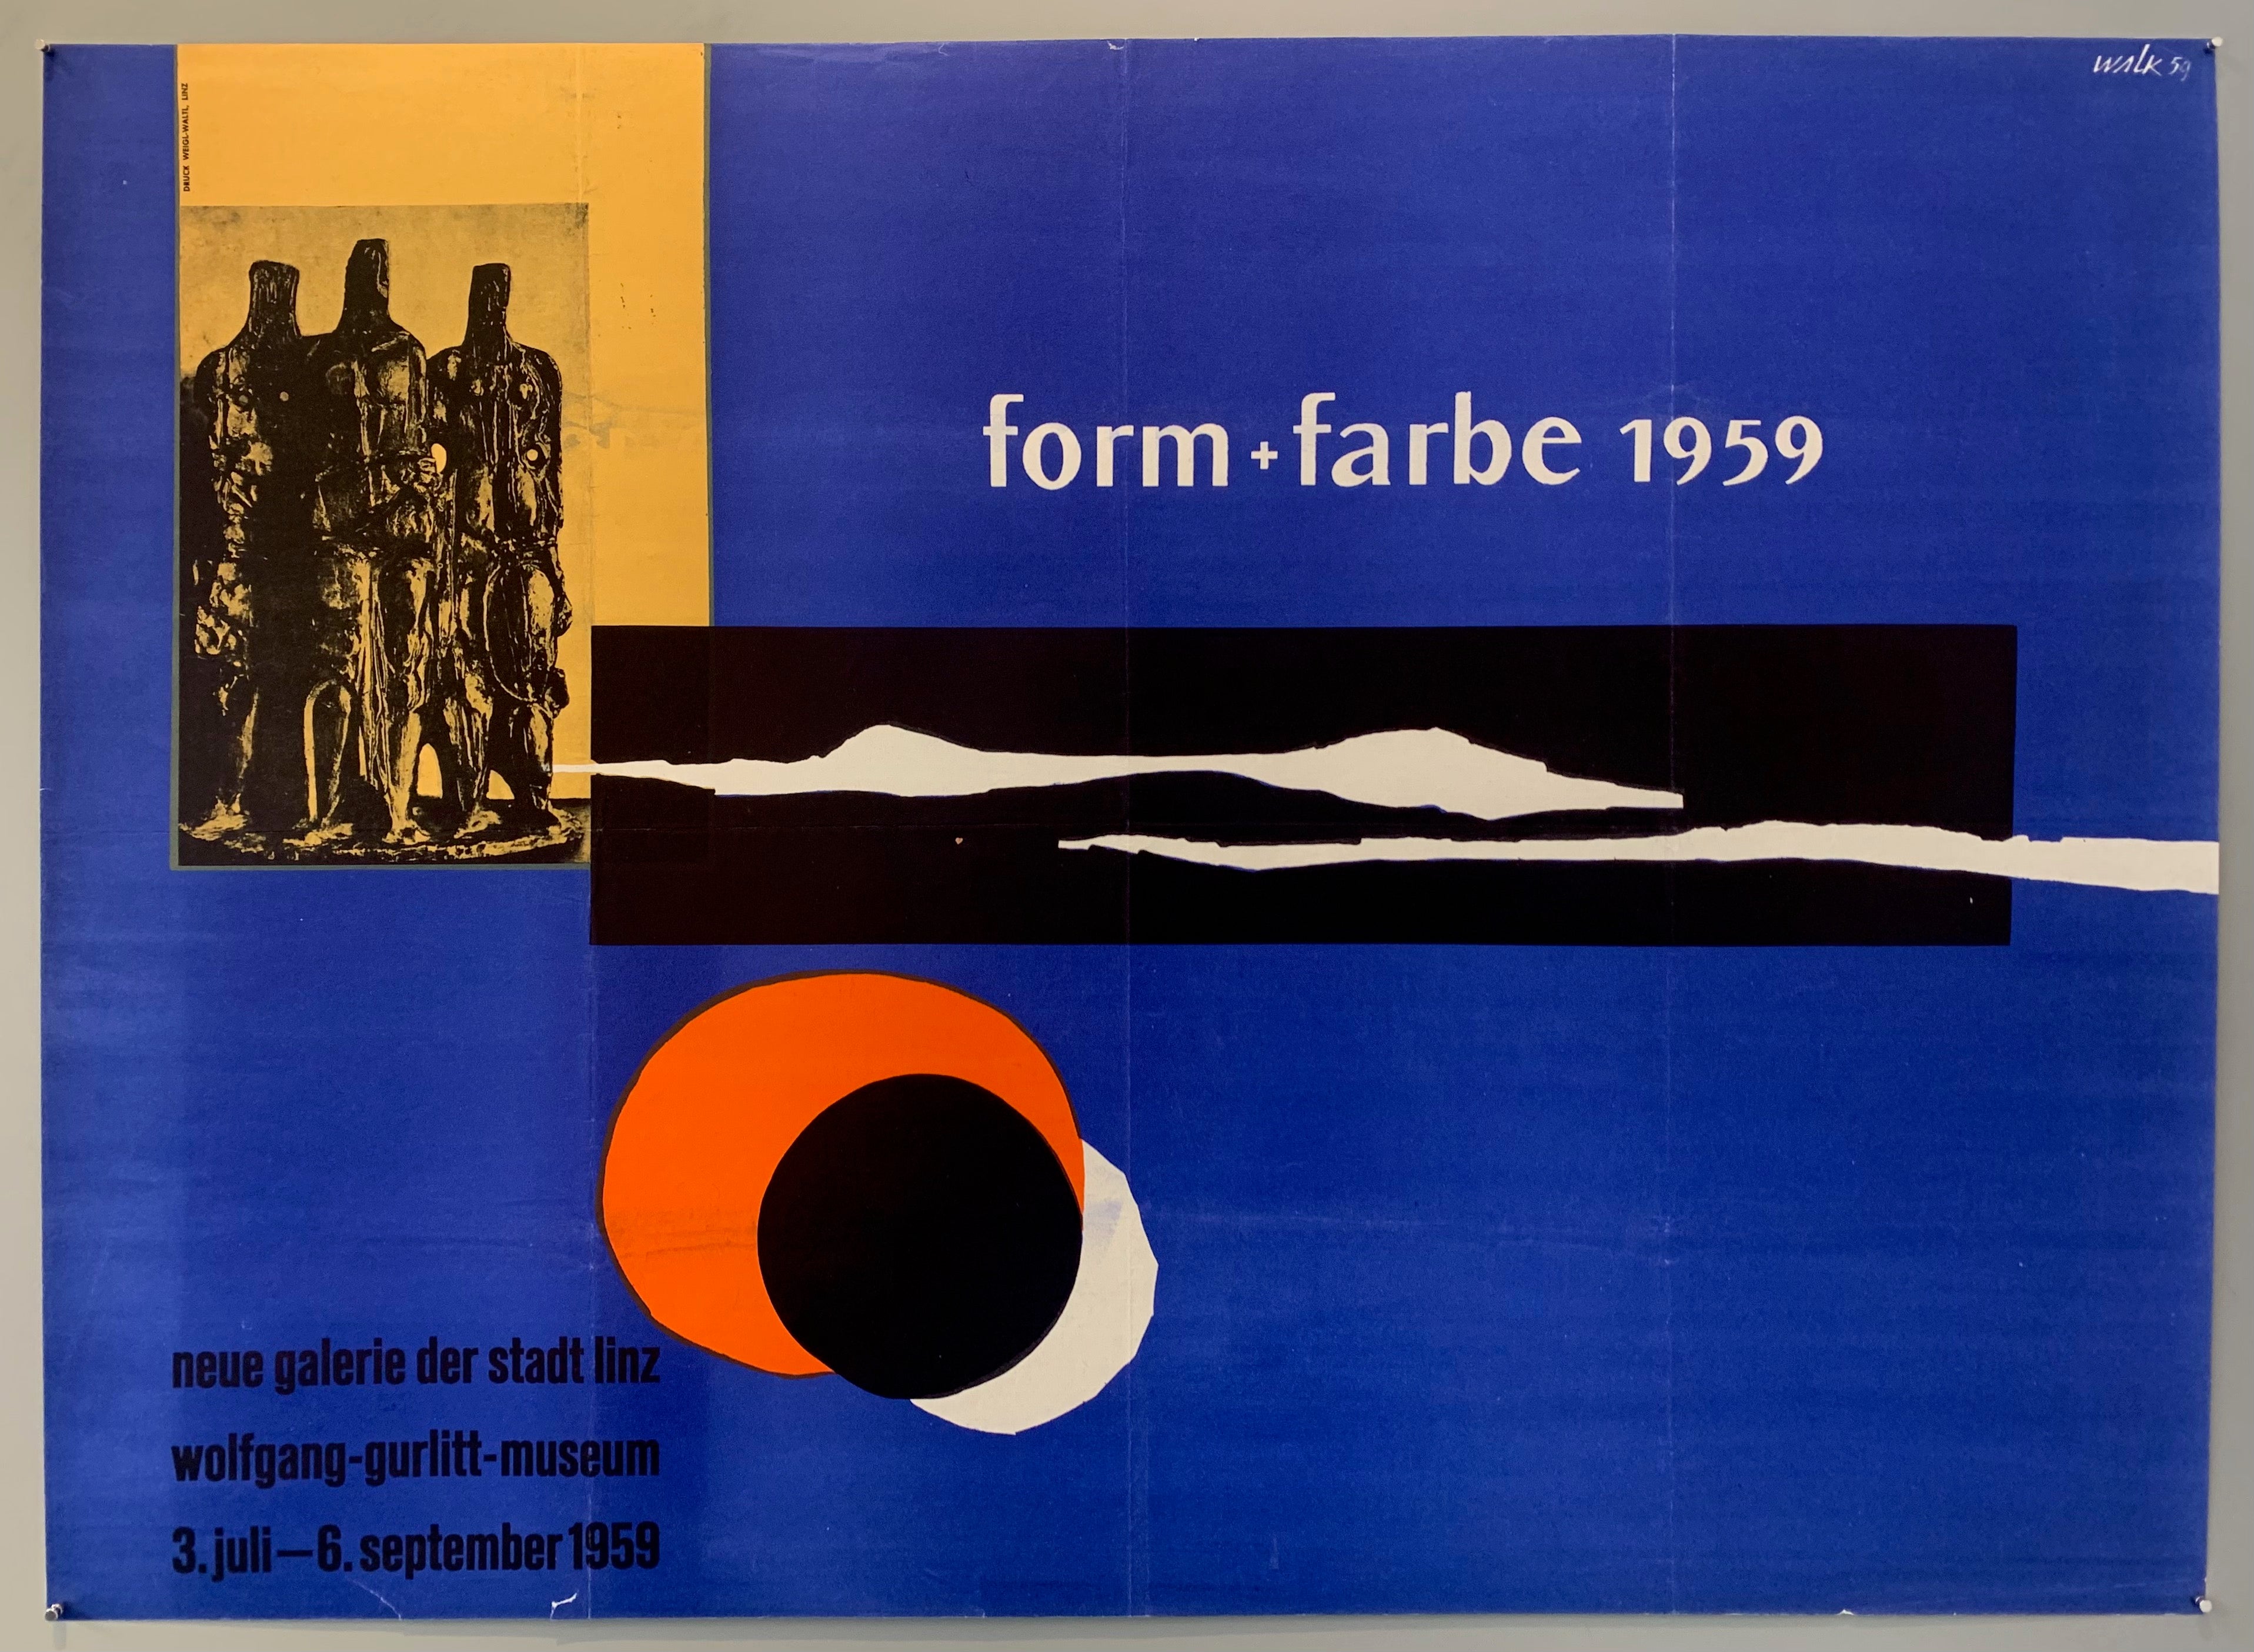 walk 59
DRUCK WEIGL-WALTL, LINZ
form + farbe 1959
neue galerie der stadt linz
wolfgang-gurlitt-museum
3. juli – 6. september 1959